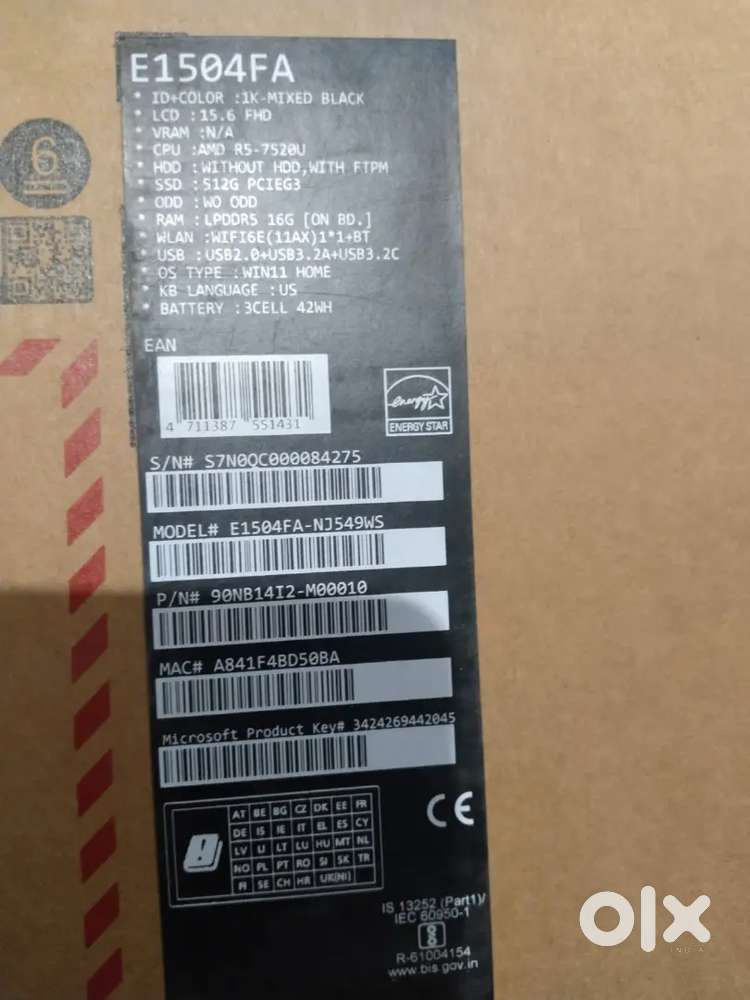 E1504FA
* ID+COLOR :1K-MIXED BLACK
* LCD :15.6 FHD
* VRAM :N/A
* CPU :AMD R5-7520U
* HDD :WITHOUT HDD,WITH FTPM
* SSD :512G PCIEG3
* ODD :WO ODD
* RAM :LPDDR5 16G [ON BD.]
* WLAN :WIFI6E(11AX)1*1+BT
* USB :USB2.0+USB3.2A+USB3.2C
* OS TYPE :WIN11 HOME
* KB LANGUAGE :US
* BATTERY :3CELL 42WH
6
EAN
4 711387 551431
energy
ENERGY STAR
S/N# S7N0QC000084275
MODEL# E1504FA-NJ549WS
P/N# 90NB14I2-M00010
MAC# A841F4BD50BA
Microsoft Product Key# 3424269442045
AT BE BG CZ DK EE FR
DE IS IE IT EL ES CY
LV LI LT LU HU MT NL
NO PL PT RO SI SK TR
FI SE CH HR UK(NI)
CE
IS 13252 (Part1)/
IEC 60950-1
R-61004154
www.bis.gov.in
olx
INDIA